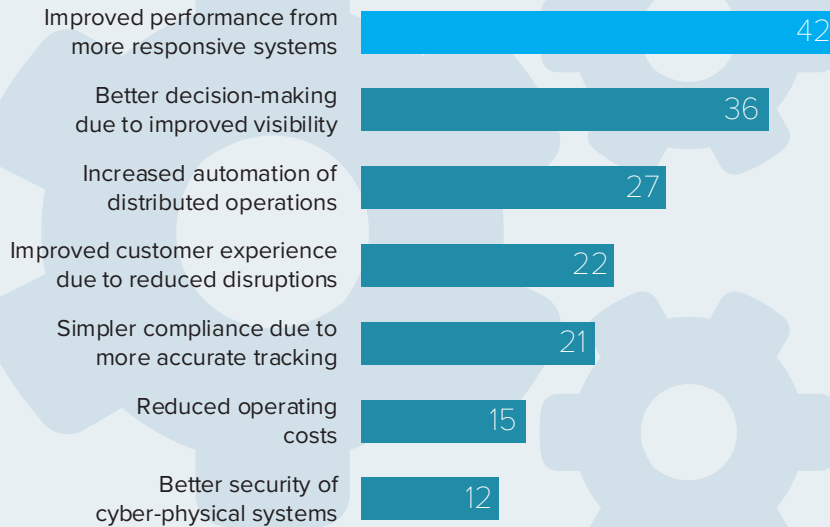 Improved performance from
more responsive systems
42
Better decision-making
due to improved visibility
36
Increased automation of
distributed operations
27
Improved customer experience
due to reduced disruptions
22
Simpler compliance due to
more accurate tracking
21
Reduced operating
costs
15
Better security of
cyber-physical systems
12